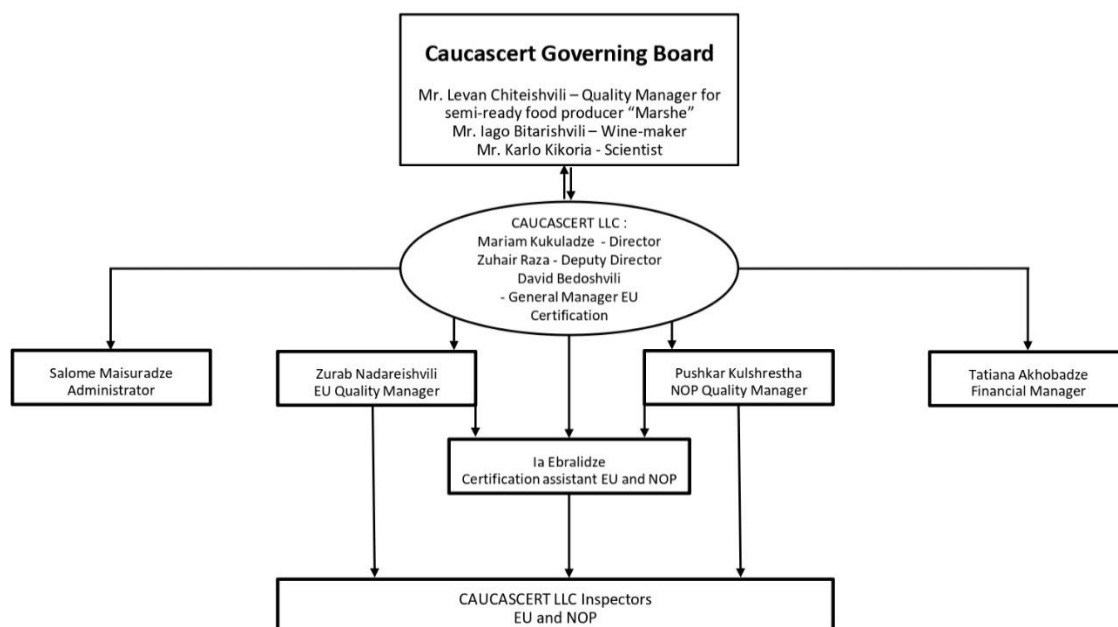 Caucascert Governing Board
Mr. Levan Chiteishvili – Quality Manager for
semi-ready food producer “Marshe”
Mr. Iago Bitarishvili – Wine-maker
Mr. Karlo Kikoria - Scientist
CAUCASCERT LLC :
Mariam Kukuladze - Director
Zuhair Raza - Deputy Director
David Bedoshvili
- General Manager EU
Certification
Salome Maisuradze
Administrator
Zurab Nadareishvili
EU Quality Manager
Pushkar Kulshrestha
NOP Quality Manager
Tatiana Akhobadze
Financial Manager
Ia Ebralidze
Certification assistant EU and NOP
CAUCASCERT LLC Inspectors
EU and NOP